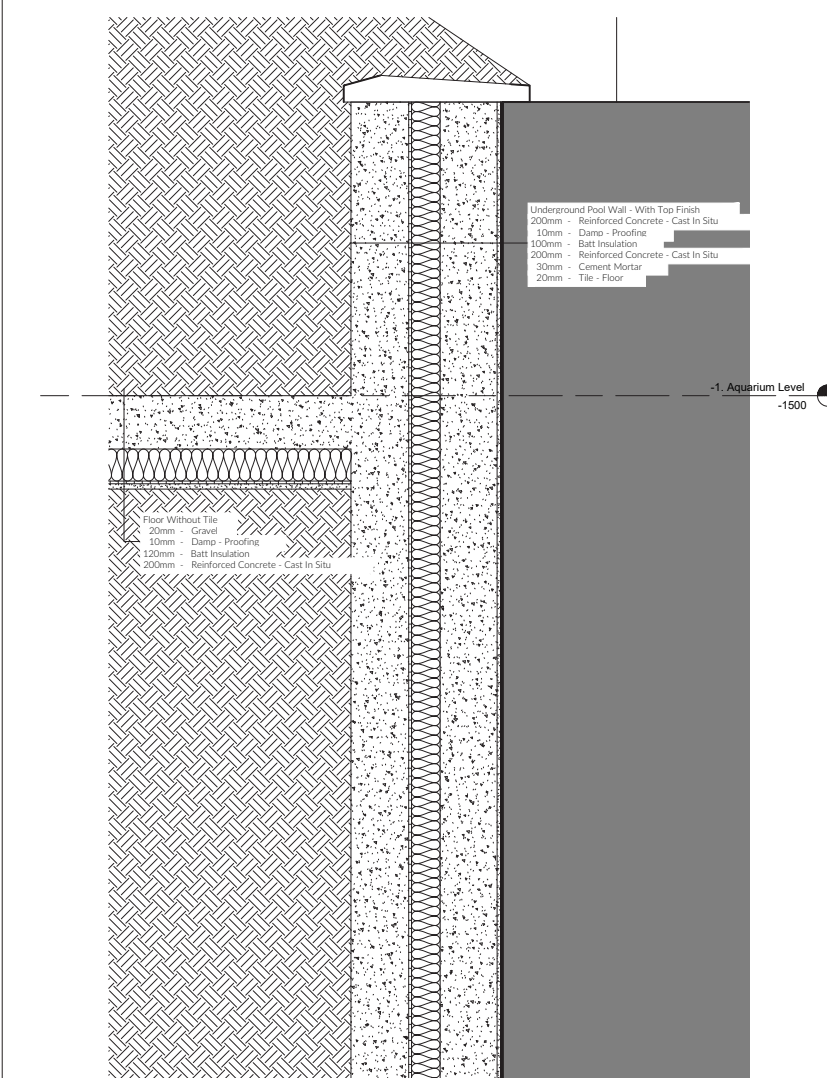 Underground Pool Wall - With Top Finish
200mm - Reinforced Concrete - Cast In Situ
10mm - Damp - Proofing
100mm - Batt Insulation
200mm - Reinforced Concrete - Cast In Situ
30mm - Cement Mortar
20mm - Tile - Floor
-1. Aquarium Level
-1500
Floor Without Tile
20mm - Gravel
10mm - Damp - Proofing
120mm - Batt Insulation
200mm - Reinforced Concrete - Cast In Situ